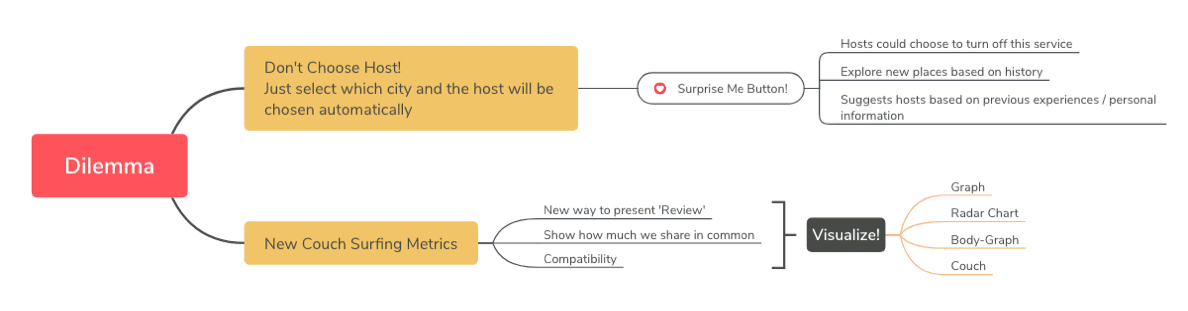 Dilemma
Don't Choose Host!
Just select which city and the host will be
chosen automatically
Surprise Me Button!
Hosts could choose to turn off this service
Explore new places based on history
Suggests hosts based on previous experiences / personal
information
New Couch Surfing Metrics
New way to present 'Review'
Show how much we share in common
Compatibility
Visualize!
Graph
Radar Chart
Body-Graph
Couch